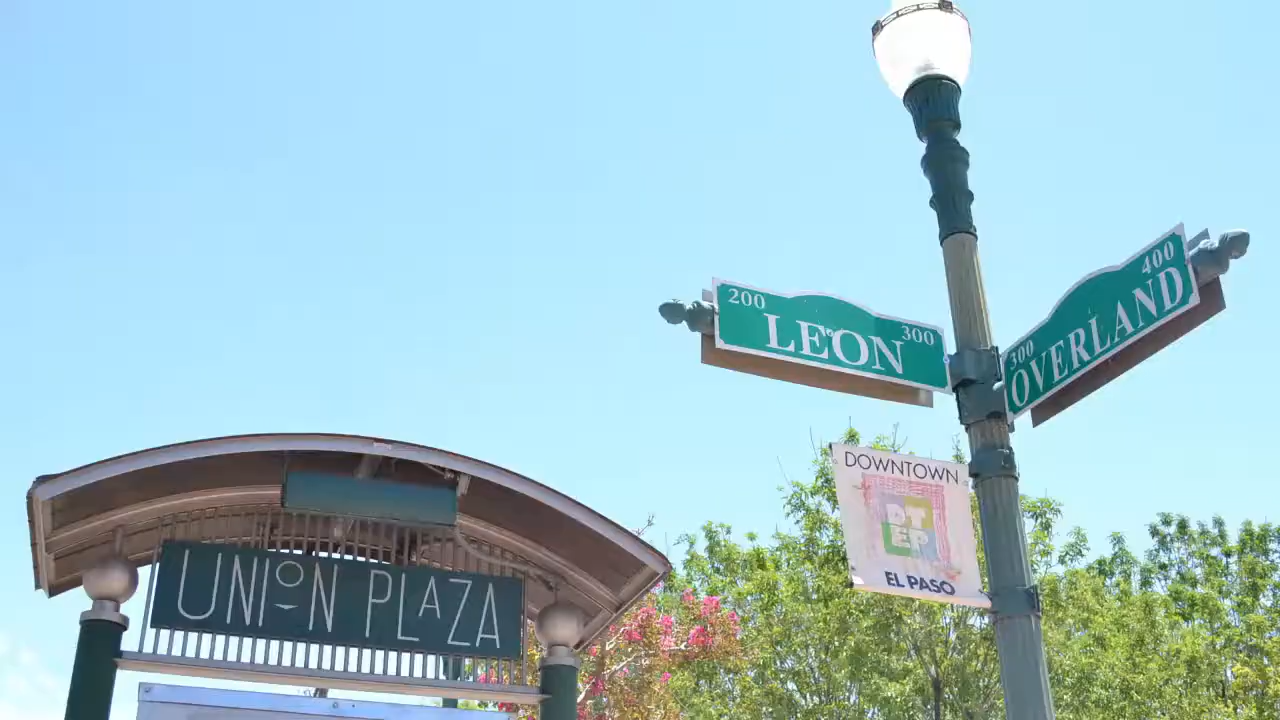 UNION PLAZA
200 LEON 300
300 OVERLAND 400
DOWNTOWN
DT
EP
EL PASO